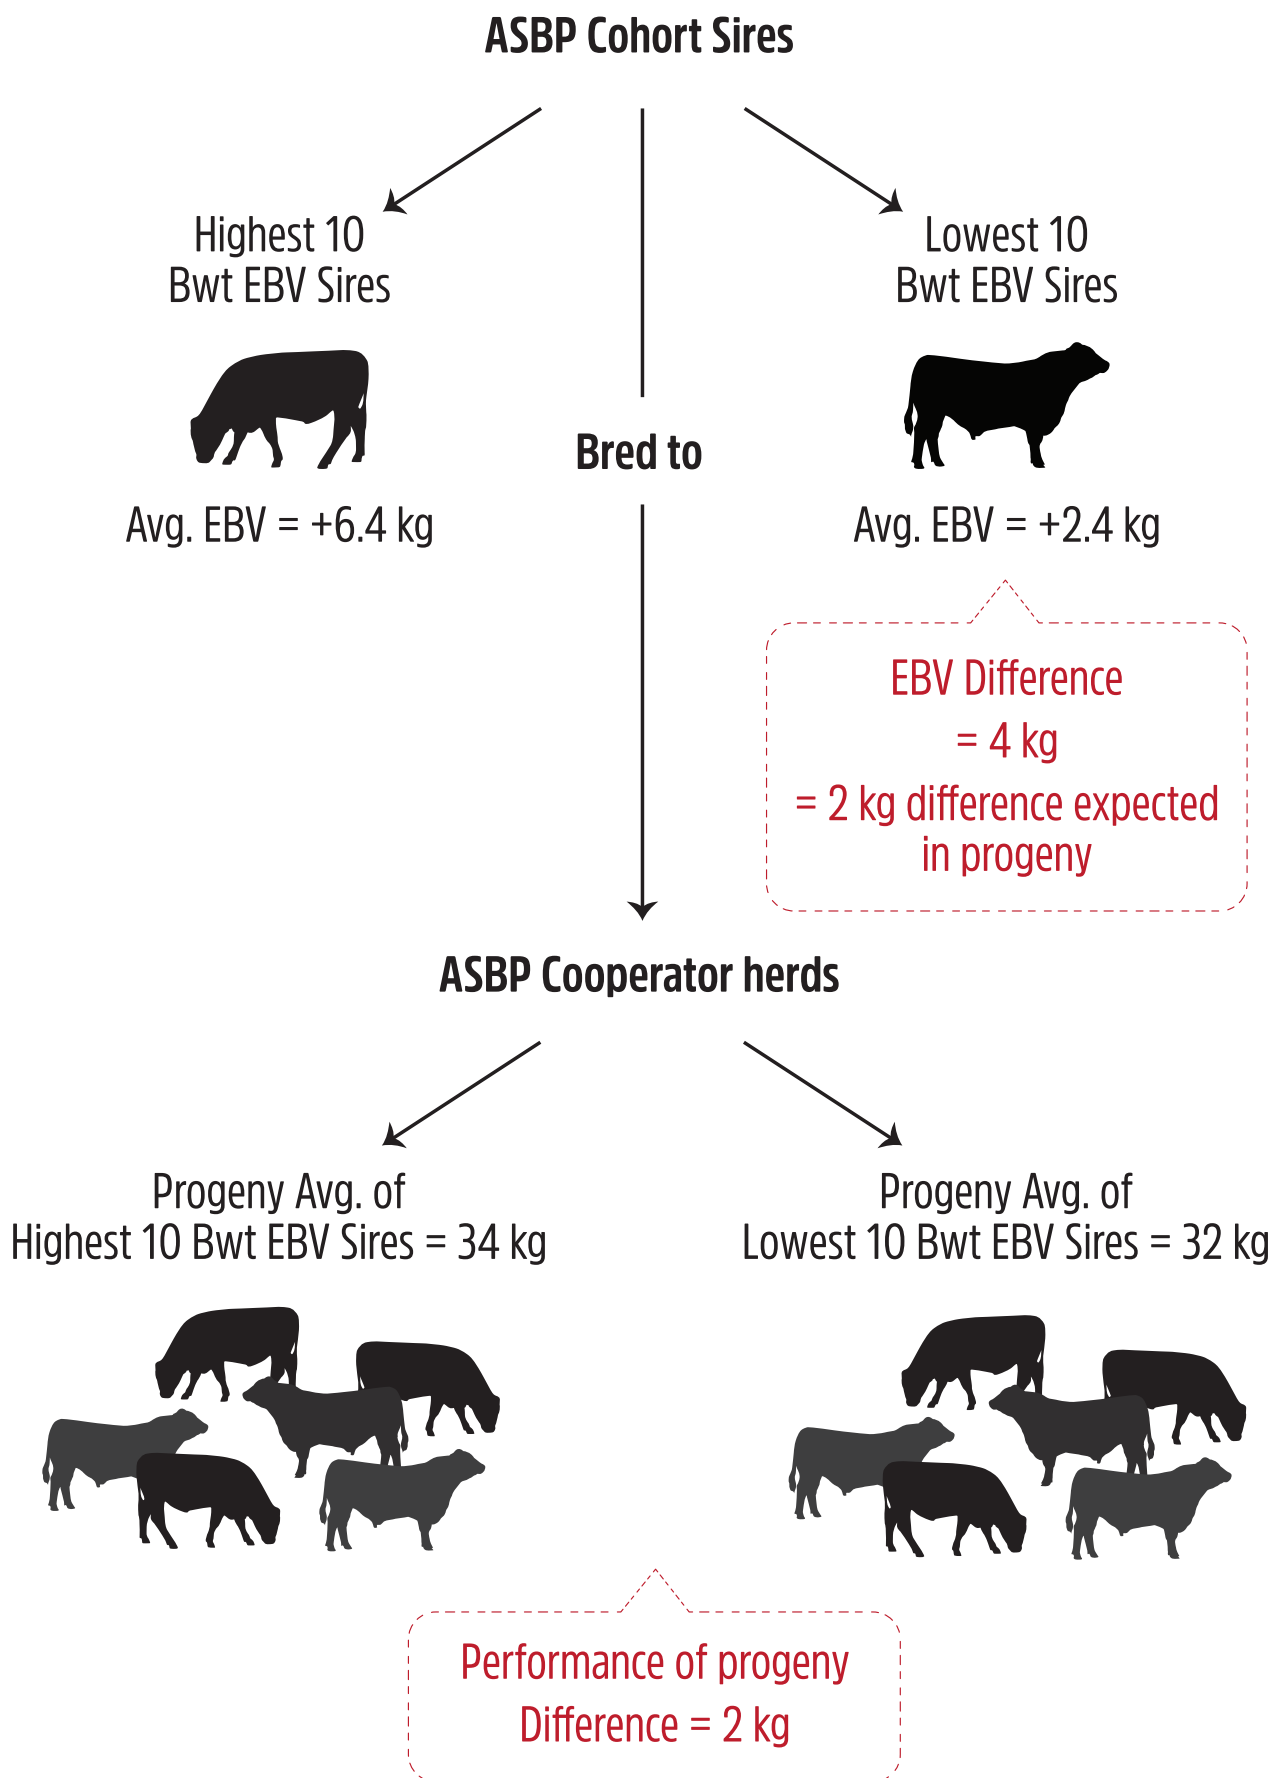 ASBP Cohort Sires
Highest 10
Bwt EBV Sires
Lowest 10
Bwt EBV Sires
Bred to
Avg. EBV = +6.4 kg
Avg. EBV = +2.4 kg
EBV Difference
= 4 kg
= 2 kg difference expected
in progeny
ASBP Cooperator herds
Progeny Avg. of
Highest 10 Bwt EBV Sires = 34 kg
Progeny Avg. of
Lowest 10 Bwt EBV Sires = 32 kg
Performance of progeny
Difference = 2 kg